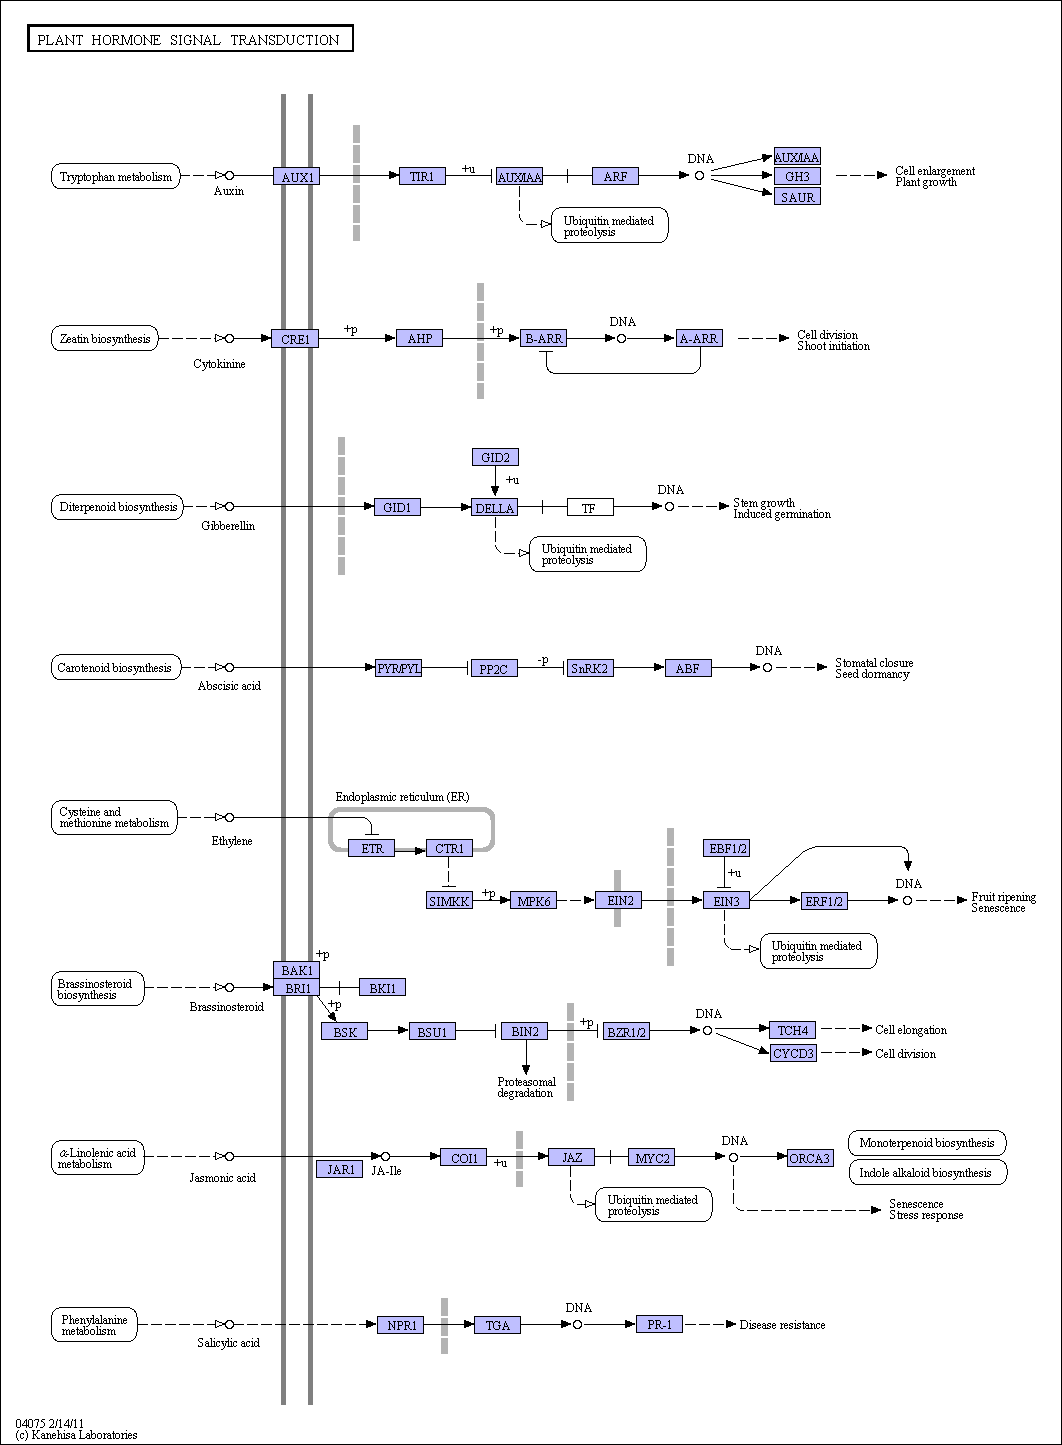 PLANT HORMONE SIGNAL TRANSDUCTION
Tryptophan metabolism
Auxin
AUX1
TIR1
+u
AUX/IAA
ARF
DNA
AUX/IAA
GH3
SAUR
Cell enlargement
Plant growth
Ubiquitin mediated
proteolysis
Zeatin biosynthesis
Cytokinine
CRE1
+p
AHP
+p
B-ARR
DNA
A-ARR
Cell division
Shoot initiation
GID2
+u
Diterpenoid biosynthesis
Gibberellin
GID1
DELLA
TF
DNA
Stem growth
Induced germination
Ubiquitin mediated
proteolysis
Carotenoid biosynthesis
Abscisic acid
PYR/PYL
PP2C
-p
SnRK2
ABF
DNA
Stomatal closure
Seed dormancy
Endoplasmic reticulum (ER)
Cysteine and
methionine metabolism
Ethylene
ETR
CTR1
EBF1/2
+u
SIMKK
+p
MPK6
EIN2
EIN3
ERF1/2
DNA
Fruit ripening
Senescence
Ubiquitin mediated
proteolysis
Brassinosteroid
biosynthesis
Brassinosteroid
BAK1
+p
BRI1
BKI1
+p
BSK
BSU1
BIN2
+p
BZR1/2
DNA
TCH4
Cell elongation
CYCD3
Cell division
Proteasomal
degradation
α-Linolenic acid
metabolism
Jasmonic acid
JAR1
JA-Ile
COI1
+u
JAZ
MYC2
DNA
ORCA3
Monoterpenoid biosynthesis
Indole alkaloid biosynthesis
Ubiquitin mediated
proteolysis
Senescence
Stress response
Phenylalanine
metabolism
Salicylic acid
NPR1
TGA
DNA
PR-1
Disease resistance
04075 2/14/11
(c) Kanehisa Laboratories